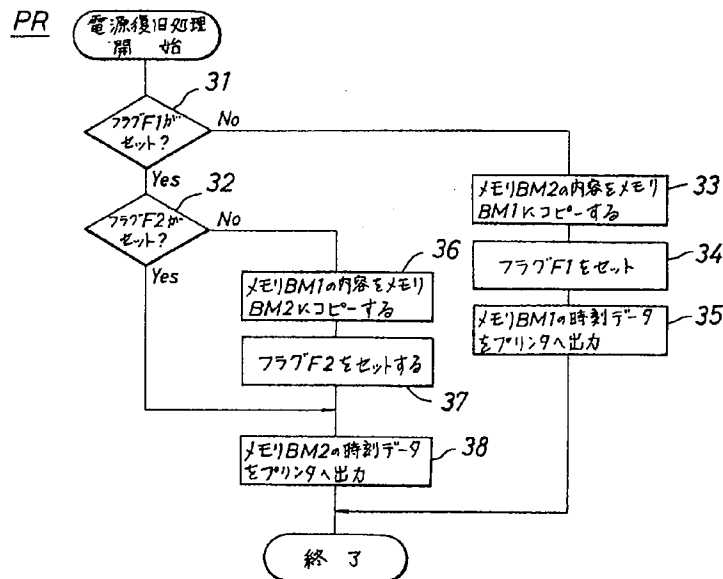 PR
電源復旧処理
開始
31
フラグF1が
セット?
No
Yes
32
フラグF2が
セット?
No
Yes
33
メモリBM2の内容をメモリ
BM1にコピーする
34
フラグF1をセット
35
メモリBM1の時刻データ
をプリンタへ出力
36
メモリBM1の内容をメモリ
BM2にコピーする
フラグF2をセットする
37
メモリBM2の時刻データ
をプリンタへ出力
38
終了